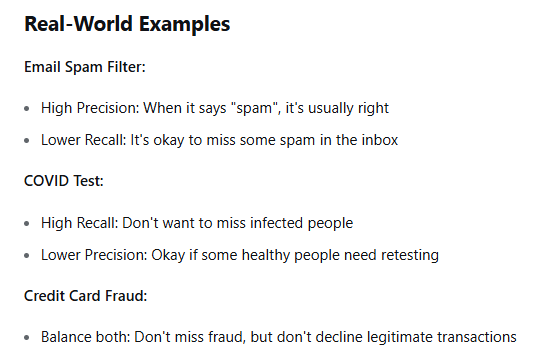 Real-World Examples
Email Spam Filter:
• High Precision: When it says "spam", it's usually right
• Lower Recall: It's okay to miss some spam in the inbox
COVID Test:
• High Recall: Don't want to miss infected people
• Lower Precision: Okay if some healthy people need retesting
Credit Card Fraud:
• Balance both: Don't miss fraud, but don't decline legitimate transactions